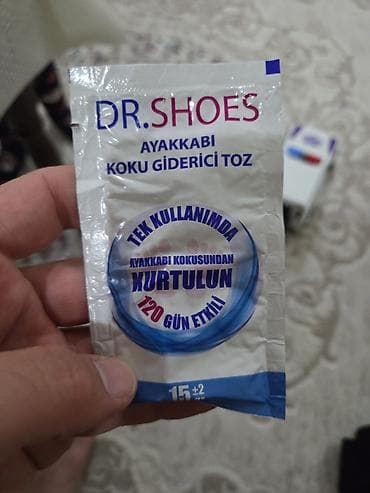 DR.SHOES
AYAKKABI
KOKU GİDERİCİ TOZ
TEK KULLANIMDA
AYAKKABI KOKUSUNDAN
KURTULUN
120 GÜN ETKİLİ
15 ±2